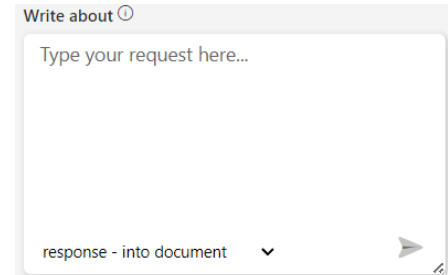 Write about
Type your request here...
response - into document